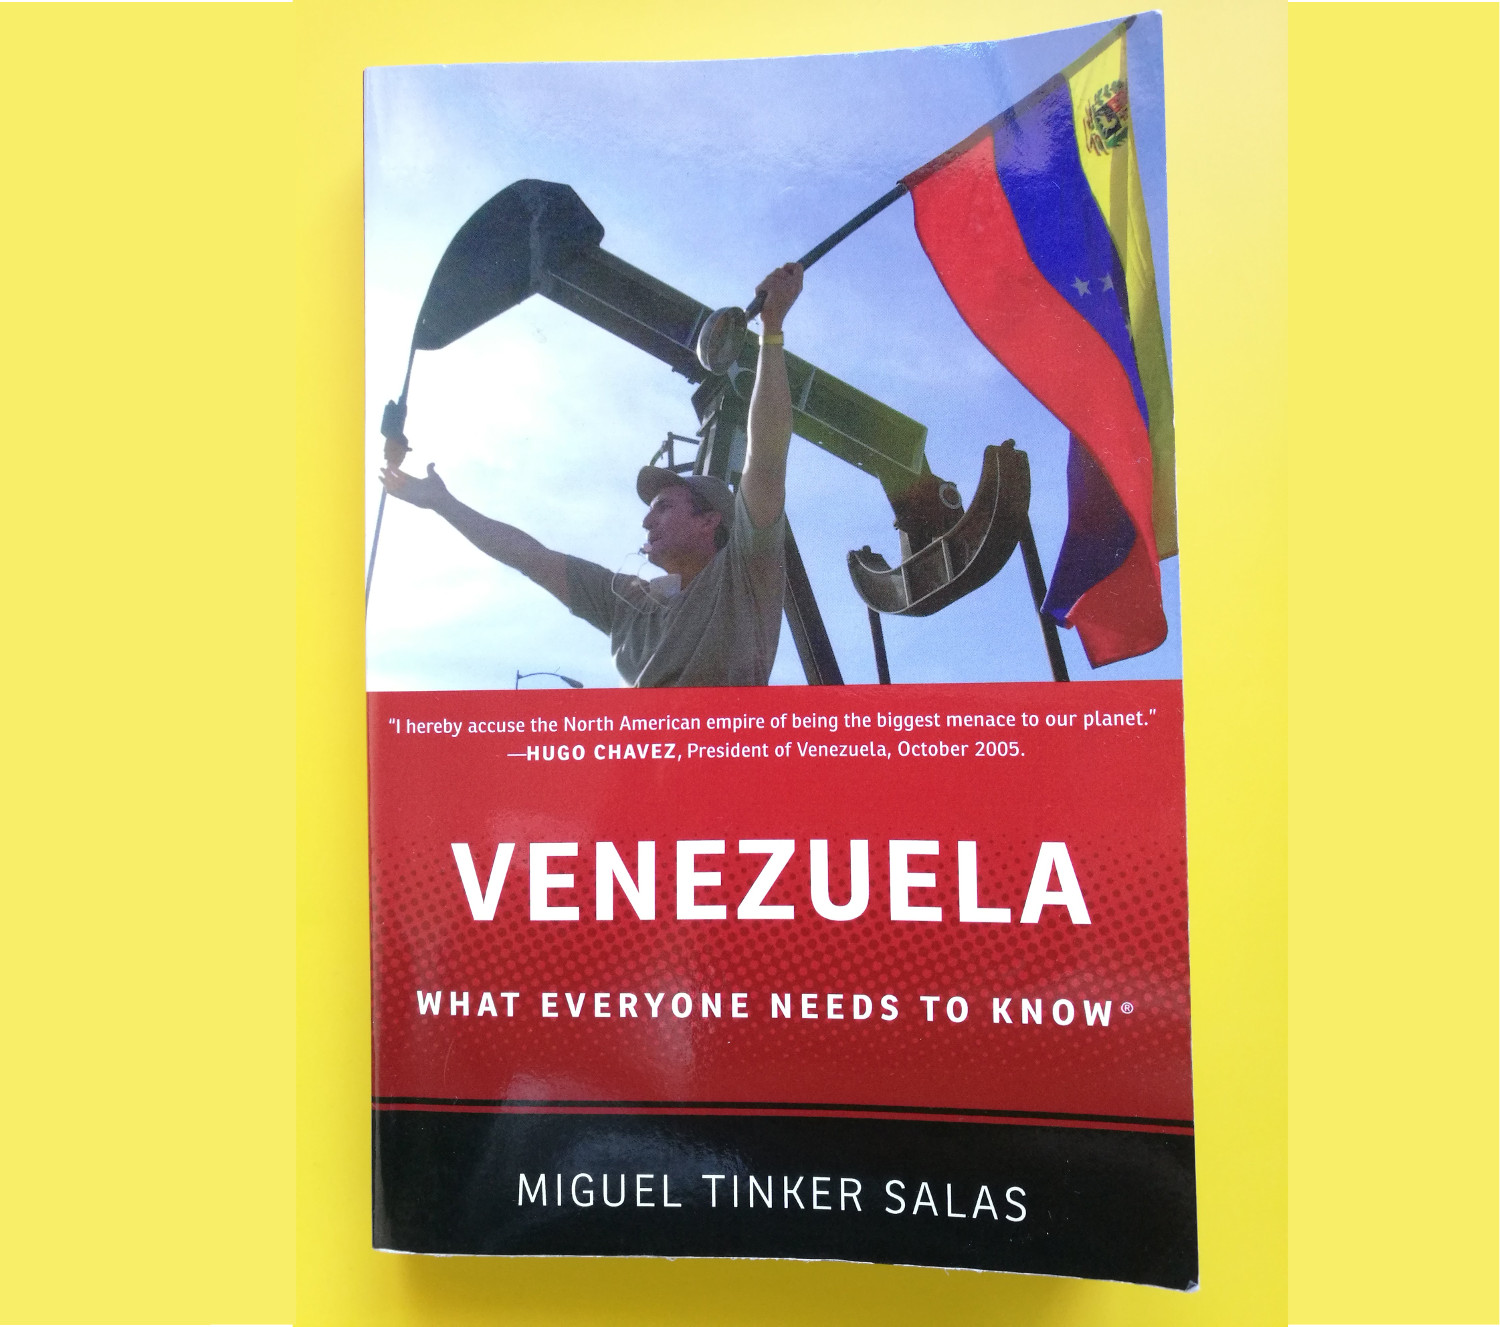 “I hereby accuse the North American empire of being the biggest menace to our planet.”
—HUGO CHAVEZ, President of Venezuela, October 2005.
VENEZUELA
WHAT EVERYONE NEEDS TO KNOW®
MIGUEL TINKER SALAS